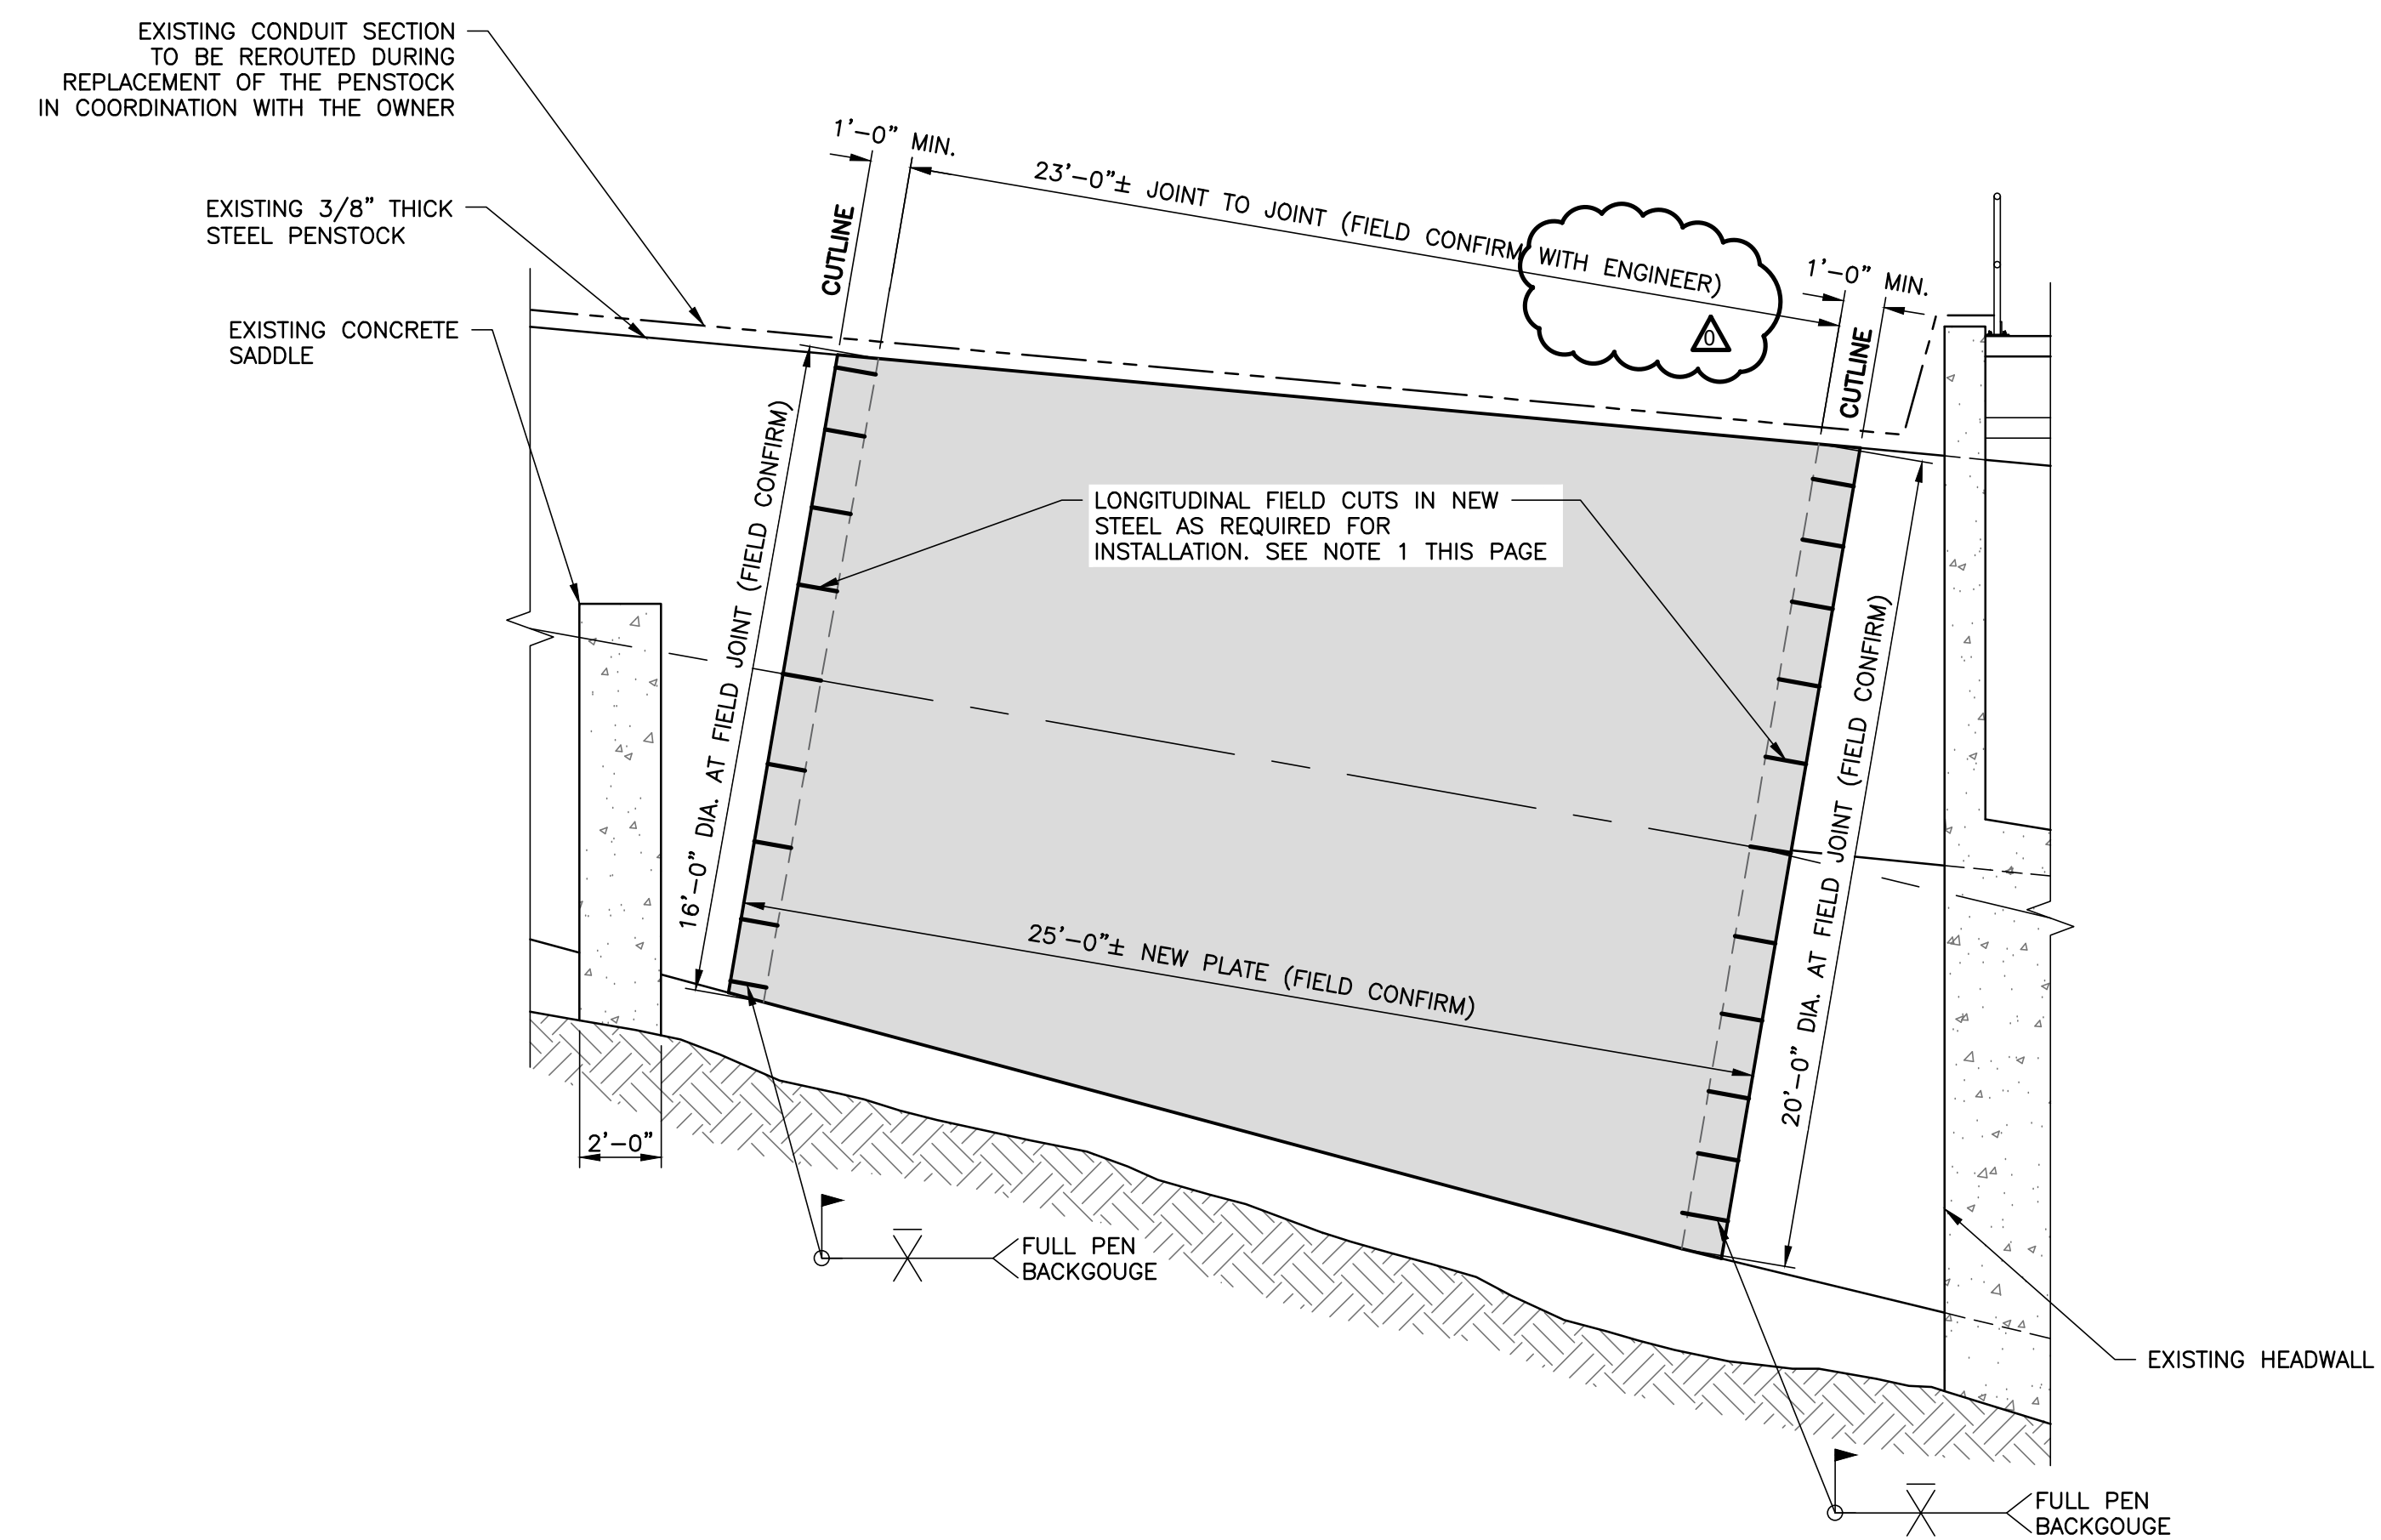 EXISTING CONDUIT SECTION
TO BE REROUTED DURING
REPLACEMENT OF THE PENSTOCK
IN COORDINATION WITH THE OWNER
EXISTING 3/8" THICK
STEEL PENSTOCK
EXISTING CONCRETE
SADDLE
1'-0" MIN.
CUTLINE
23'-0"± JOINT TO JOINT (FIELD CONFIRM WITH ENGINEER)
0
1'-0" MIN.
CUTLINE
16'-0" DIA. AT FIELD JOINT (FIELD CONFIRM)
LONGITUDINAL FIELD CUTS IN NEW
STEEL AS REQUIRED FOR
INSTALLATION. SEE NOTE 1 THIS PAGE
20'-0" DIA. AT FIELD JOINT (FIELD CONFIRM)
25'-0"± NEW PLATE (FIELD CONFIRM)
2'-0"
FULL PEN
BACKGOUGE
EXISTING HEADWALL
FULL PEN
BACKGOUGE